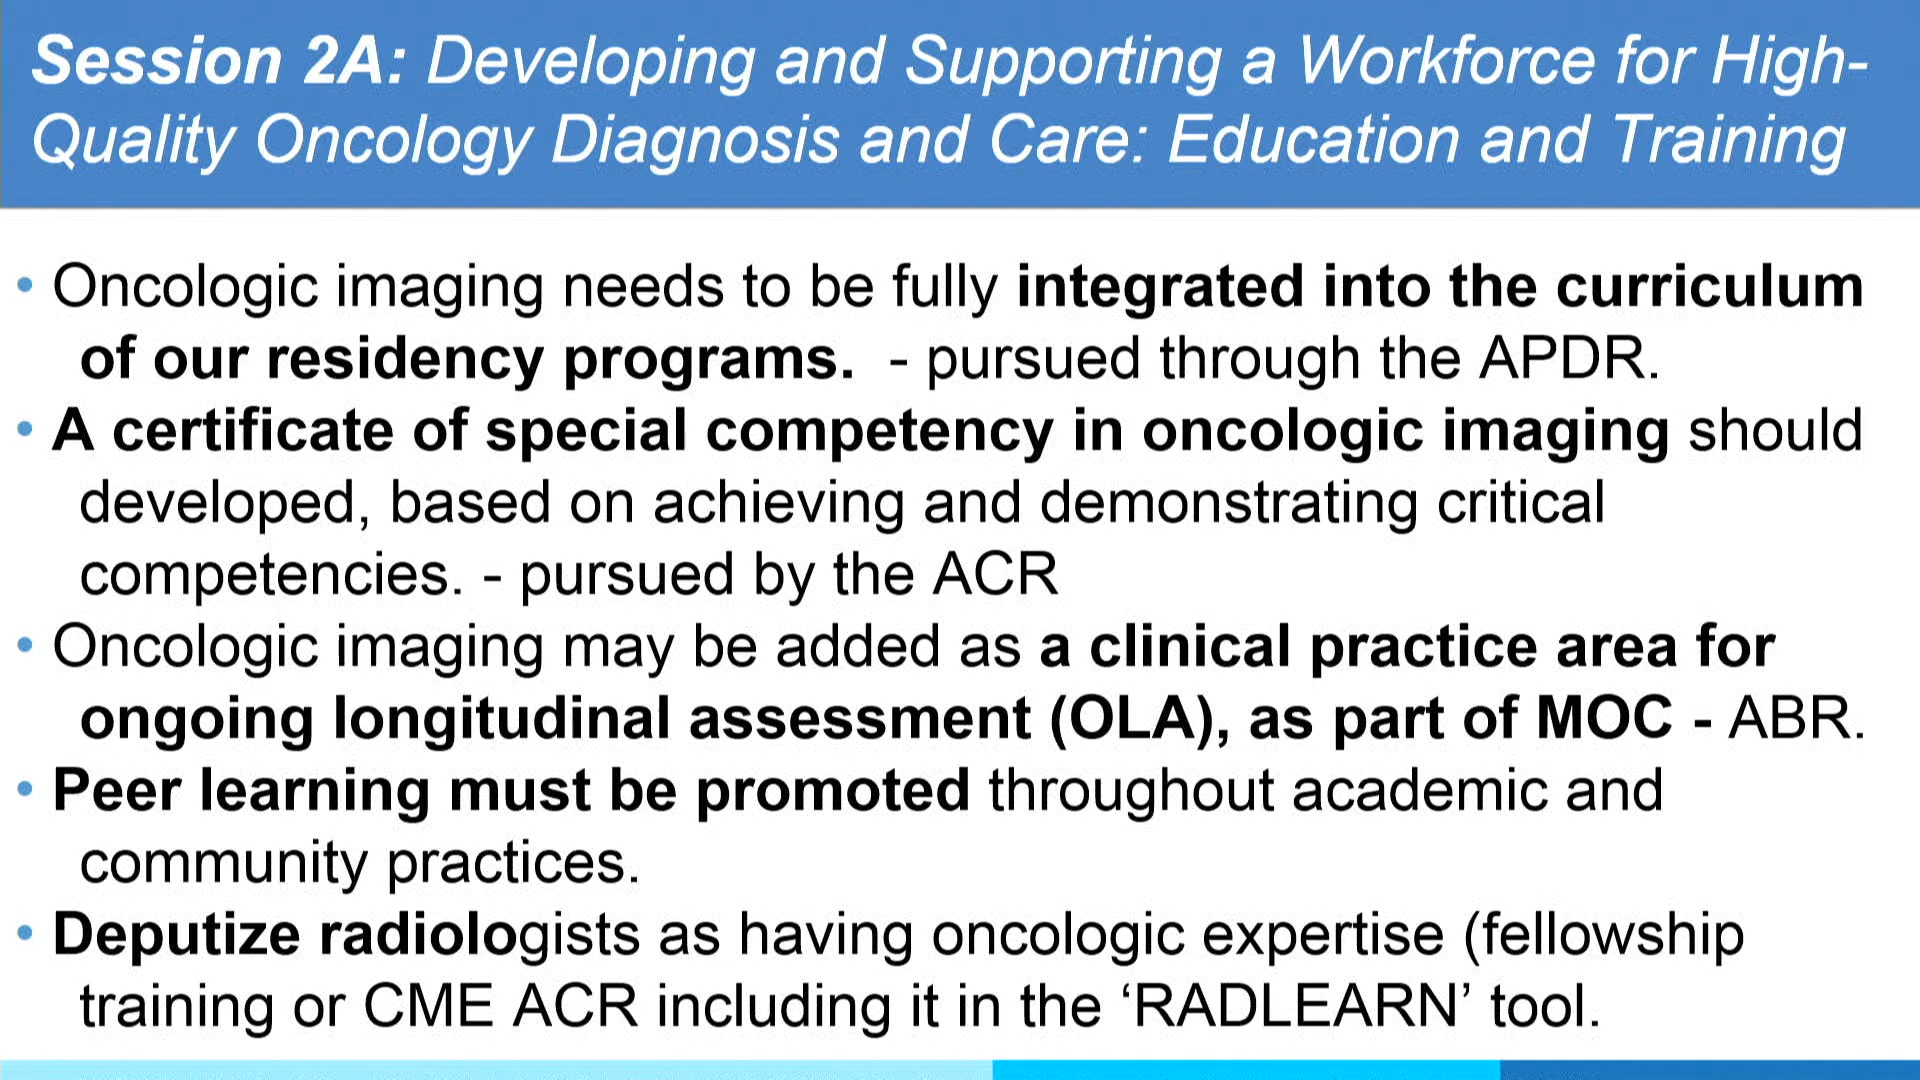 Session 2A: Developing and Supporting a Workforce for High-
Quality Oncology Diagnosis and Care: Education and Training
• Oncologic imaging needs to be fully integrated into the curriculum
of our residency programs.  - pursued through the APDR.
• A certificate of special competency in oncologic imaging should
developed, based on achieving and demonstrating critical
competencies. - pursued by the ACR
• Oncologic imaging may be added as a clinical practice area for
ongoing longitudinal assessment (OLA), as part of MOC - ABR.
• Peer learning must be promoted throughout academic and
community practices.
• Deputize radiologists as having oncologic expertise (fellowship
training or CME ACR including it in the ‘RADLEARN’ tool.